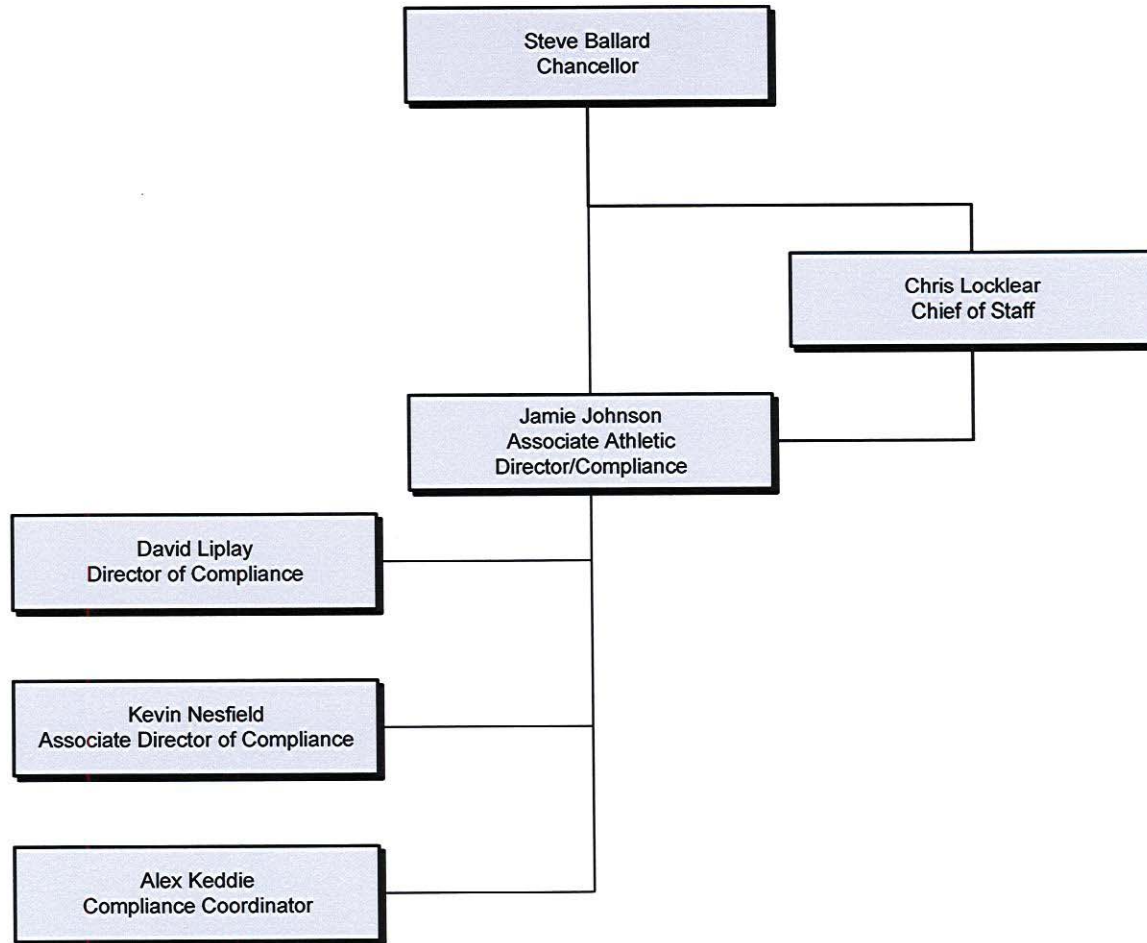 Steve Ballard
Chancellor
Chris Locklear
Chief of Staff
Jamie Johnson
Associate Athletic
Director/Compliance
David Liplay
Director of Compliance
Kevin Nesfield
Associate Director of Compliance
Alex Keddie
Compliance Coordinator